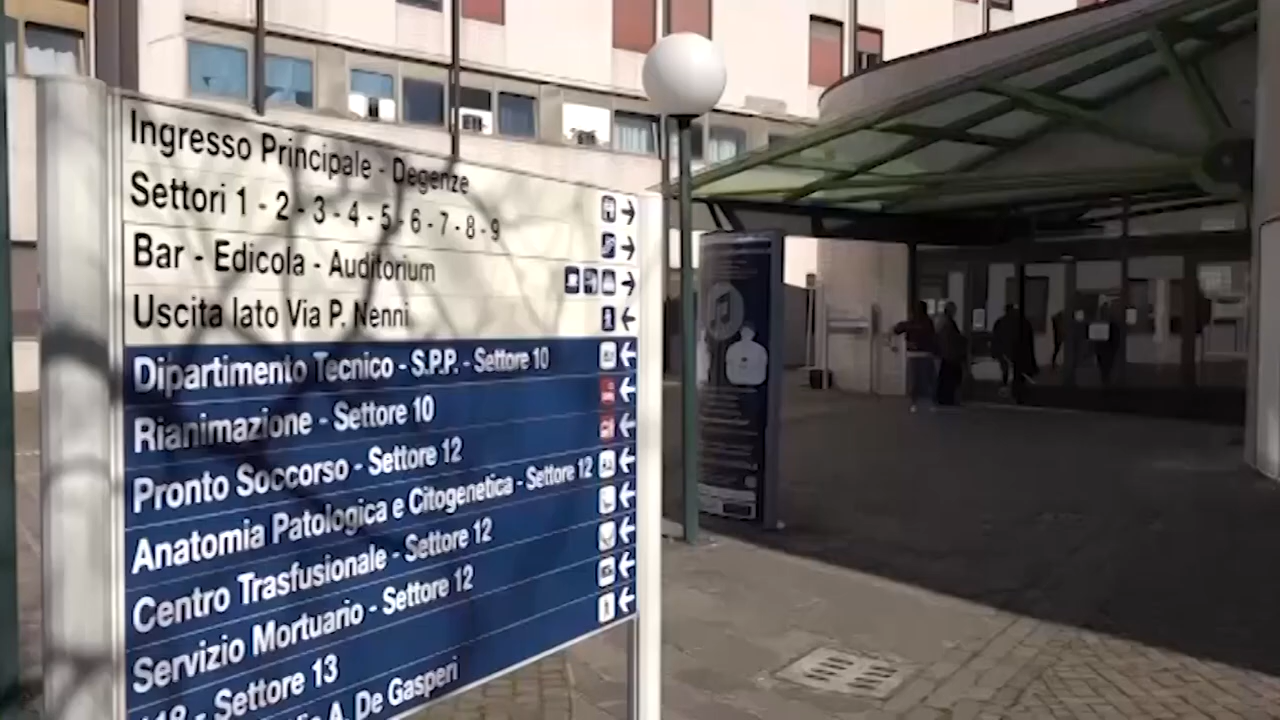 Ingresso Principale - Degenze
Settori 1 - 2 - 3 - 4 - 5 - 6 - 7 - 8 - 9
Bar - Edicola - Auditorium
Uscita lato Via P. Nenni
Dipartimento Tecnico - S.P.P. - Settore 10
Rianimazione - Settore 10
Pronto Soccorso - Settore 12
Anatomia Patologica e Citogenetica - Settore 12
Centro Trasfusionale - Settore 12
Servizio Mortuario - Settore 12
118 - Settore 13
A. De Gasperi